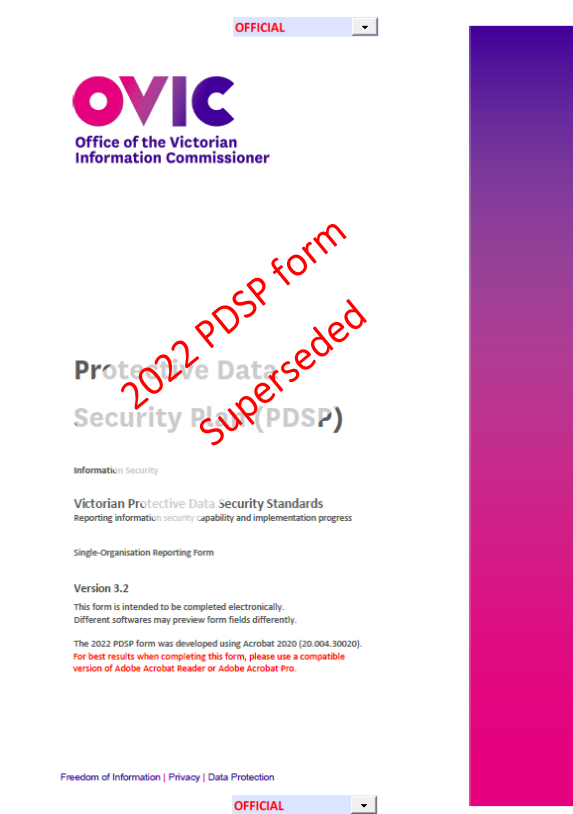 OFFICIAL
OVIC
Office of the Victorian
Information Commissioner
2022 PDSP form
Superseded
Protective Data
Security Plan (PDSP)
Information Security
Victorian Protective Data Security Standards
Reporting information security capability and implementation progress
Single-Organisation Reporting Form
Version 3.2
This form is intended to be completed electronically.
Different softwares may preview form fields differently.
The 2022 PDSP form was developed using Acrobat 2020 (20.004.30020).
For best results when completing this form, please use a compatible
version of Adobe Acrobat Reader or Adobe Acrobat Pro.
Freedom of Information | Privacy | Data Protection
OFFICIAL